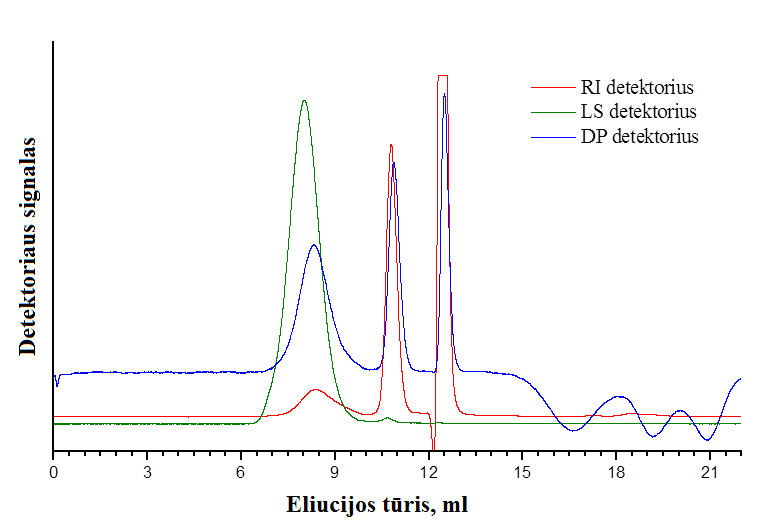 RI detektorius
LS detektorius
DP detektorius
Detektoriaus signalas
0 3 6 9 12 15 18 21
Eliucijos tūris, ml